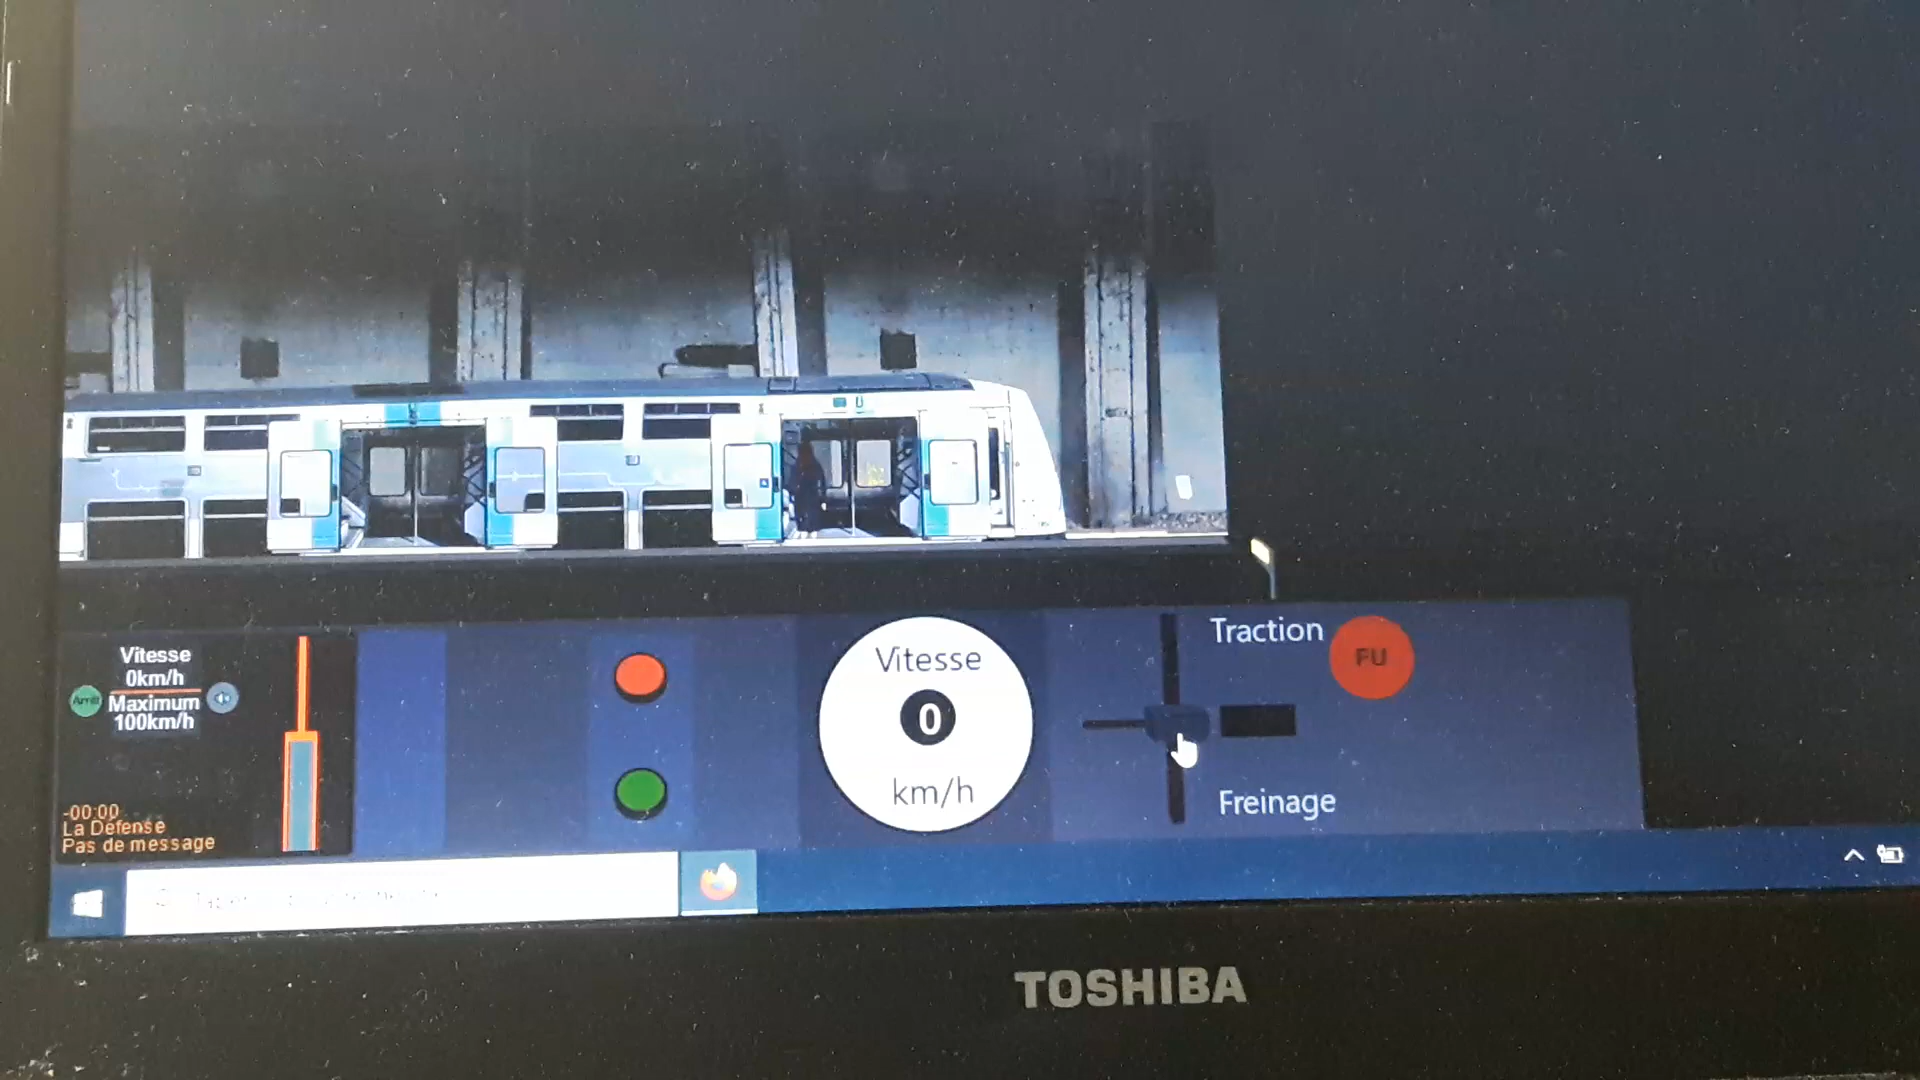 Vitesse
0km/h
Maximum
100km/h
-00:00
La Défense
Pas de message
Vitesse
0
km/h
Traction
FU
Freinage
TOSHIBA